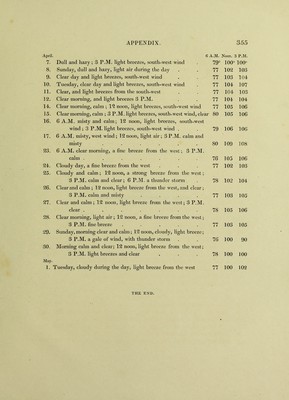 APPENDIX. 355
April. 6 A.M. Noon. 3 P.M.
7. Dull and hazy; 3 P.M. light breezes, south-west wind . 79° 100° 100°
8. Sunday, dull and hazy, light air during the day . . 77 102 103
9. Clear day and light breezes, south-west wind . . 77 103 104
10. Tuesday, clear day and light breezes, south-west wind . 77 104 107
11. Clear, and light breezes from the south-west . . 77 104 103
12. Clear morning, and light breezes 3 P.M. . . 77 104 104
14. Clear morning, calm; 12 noon, light breezes, south-west wind 77 105 106
15. Clear morning, calm; 3 P.M. light breezes, south-west wind, clear 80 105 106
16. 6 A.M. misty and calm; 12 noon, light breezes, south-west
wind; 3 P.M. light breezes, south-west wind . . 79 106 106
17. 6 A.M. misty, west wind; 12 noon, light air; 3 P.M. calm and
misty . . . . 80 109 108
23. 6 A.M. clear morning, a fine breeze from the west; 3 P.M.
calm . . . . . 76 105 106
24. Cloudy day, a fine breeze from the west . . 77 102 103
25. Cloudy and calm; 12 noon, a strong breeze from the west;
3 P.M. calm and clear; 6 P.M. a thunder storm . 78 102 104
26. Clear and calm; 12 noon, light breeze from the west, and clear;
3 P.M. calm and misty . . . 77 103 105
27. Clear and calm; 12 noon, light breeze from the west; 3 P.M.
clear . . . . . 78 105 106
28. Clear morning, light air; 12 noon, a fine breeze from the west;
3 P.M. fine breeze . . . . 77 103 105
29. Sunday, morning clear and calm; 12 noon, cloudy, light breeze;
3 P.M. a gale of wind, with thunder storm . . 76 100 90
30. Morning calm and clear; 12 noon, light breeze from the west;
3 P.M. light breezes and clear . . . 78 100 100
May.
1. Tuesday, cloudy during the day, light breeze from the west 77 100 102
THE END.